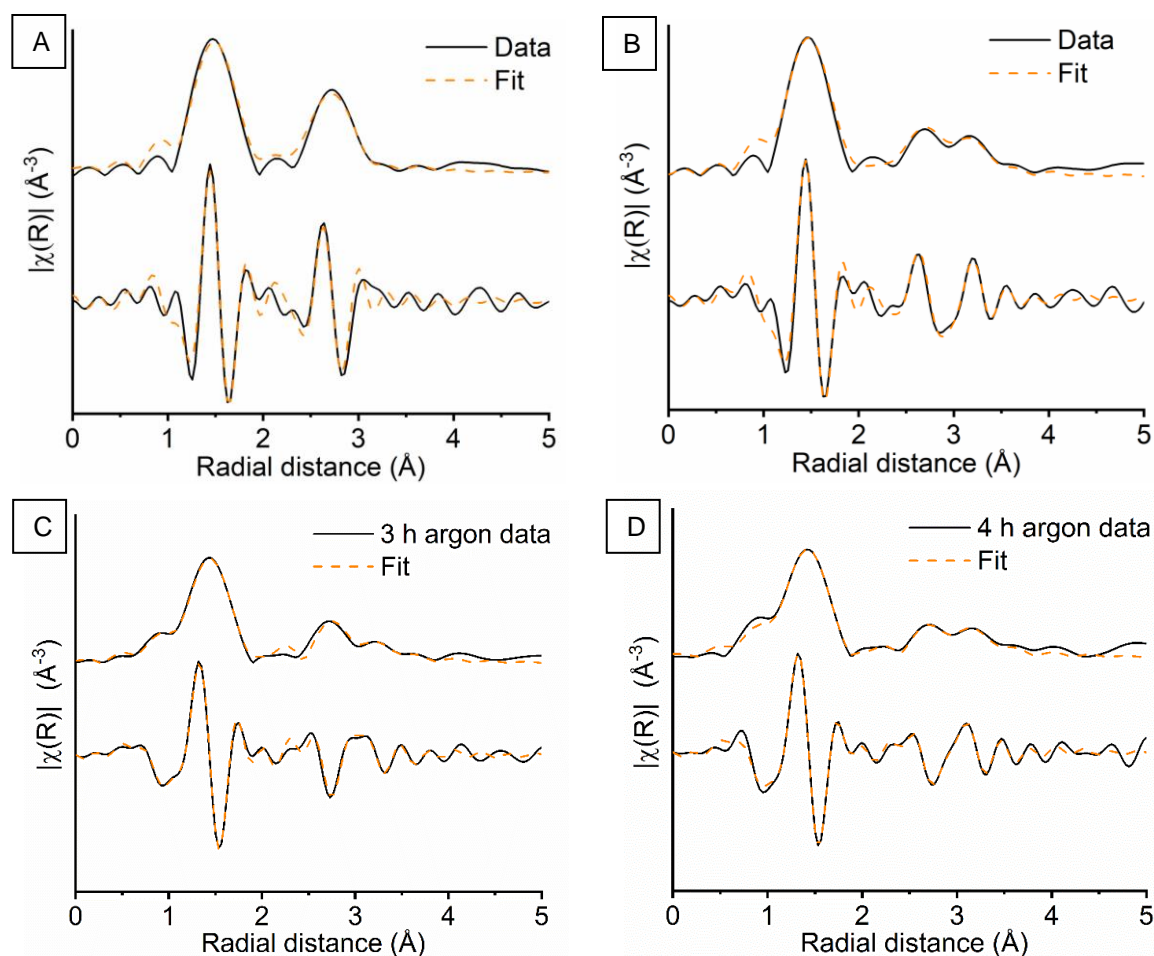 A
Data
Fit
|χ(R)| (Å⁻³)
0 1 2 3 4 5
Radial distance (Å)
B
Data
Fit
|χ(R)| (Å⁻³)
0 1 2 3 4 5
Radial distance (Å)
C
3 h argon data
Fit
|χ(R)| (Å⁻³)
0 1 2 3 4 5
Radial distance (Å)
D
4 h argon data
Fit
|χ(R)| (Å⁻³)
0 1 2 3 4 5
Radial distance (Å)